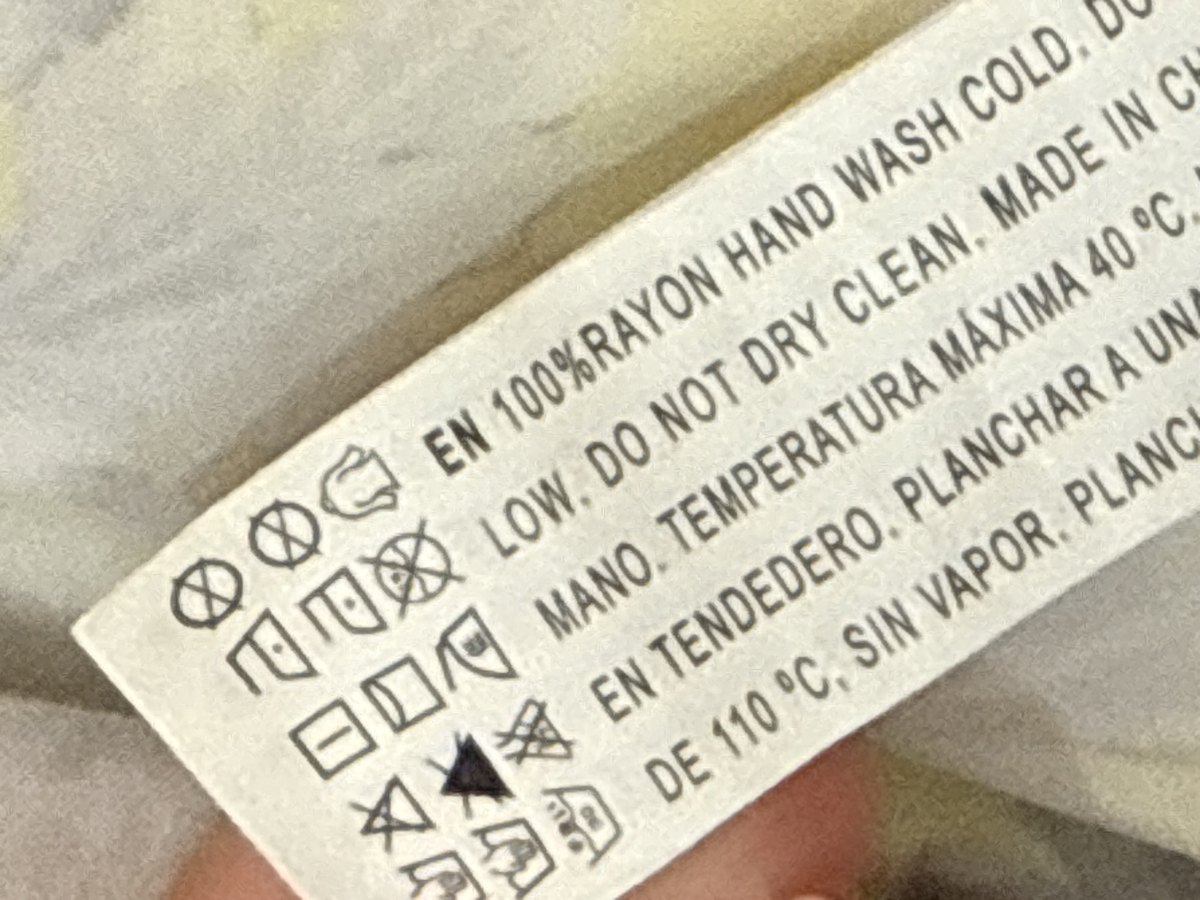 EN 100%RAYON HAND WASH COLD. DO
LOW. DO NOT DRY CLEAN. MADE IN CH
MANO. TEMPERATURA MÁXIMA 40 °C.
EN TENDEDERO. PLANCHAR A UNA
DE 110 °C, SIN VAPOR. PLANCH